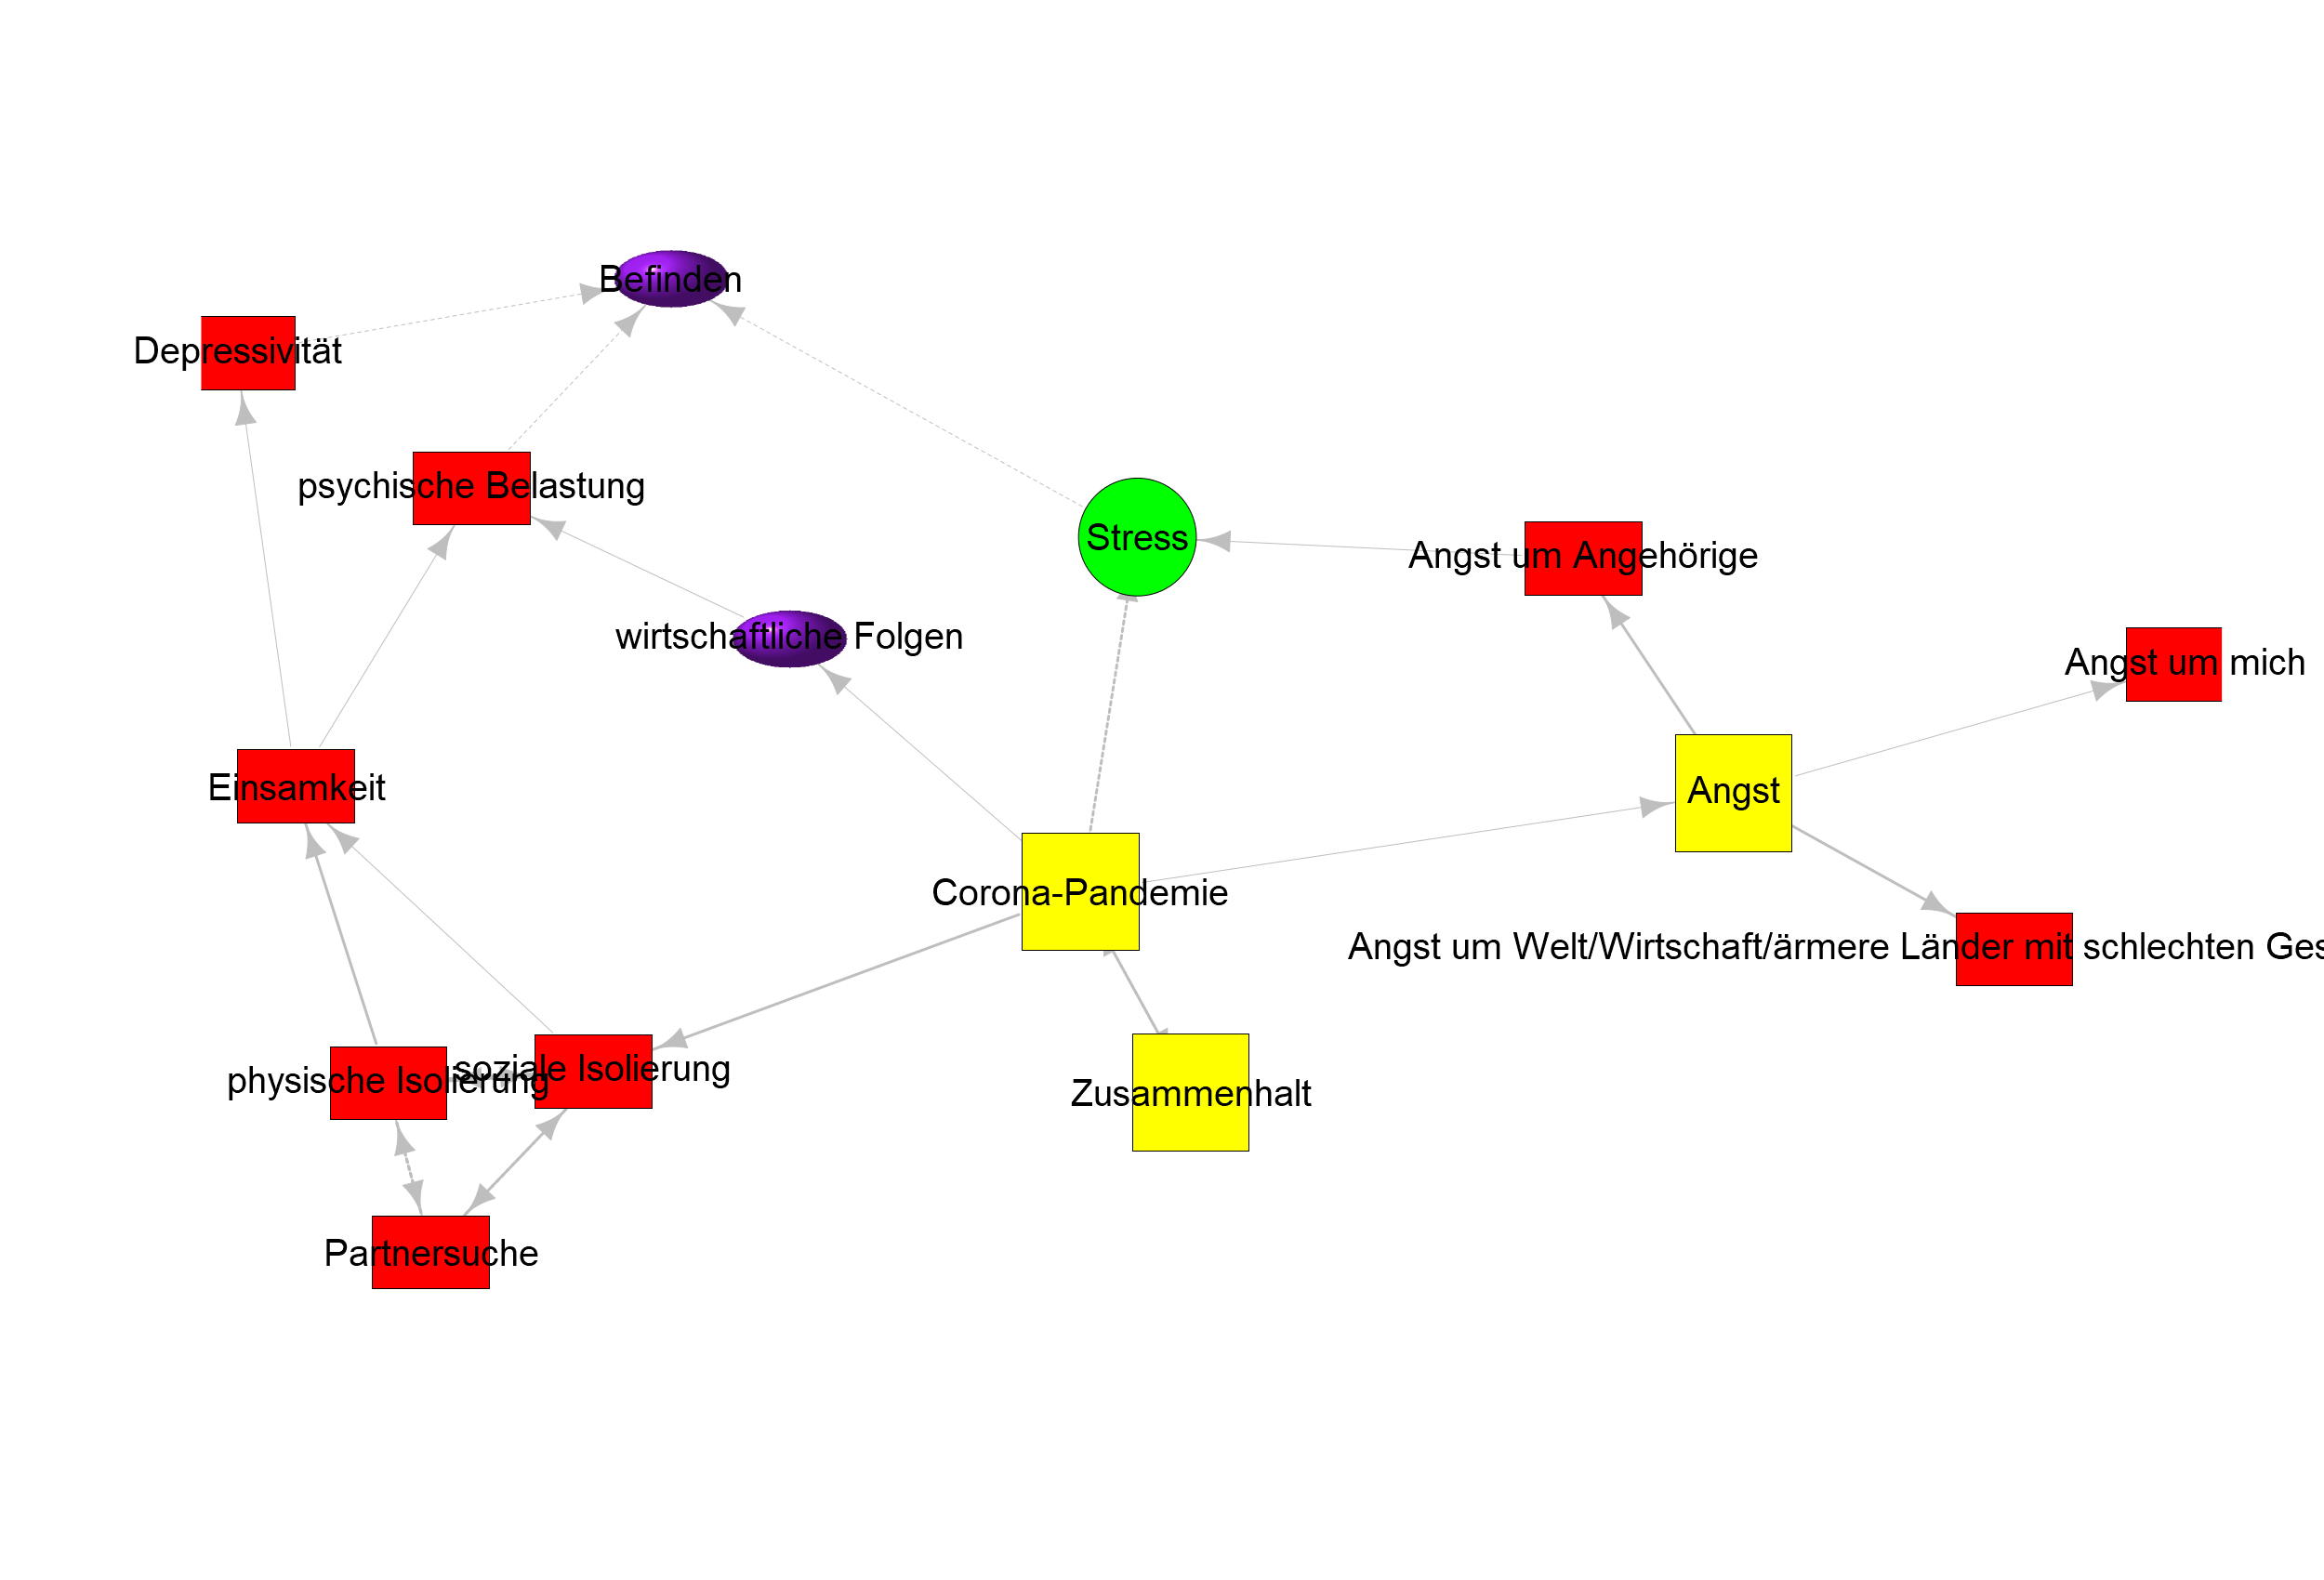 Befinden
Depressivität
psychische Belastung
Stress
Angst um Angehörige
wirtschaftliche Folgen
Angst um mich
Einsamkeit
Angst
Corona-Pandemie
Angst um Welt/Wirtschaft/ärmere Länder mit schlechten Ges
soziale Isolierung
physische Isolierung
Zusammenhalt
Partnersuche